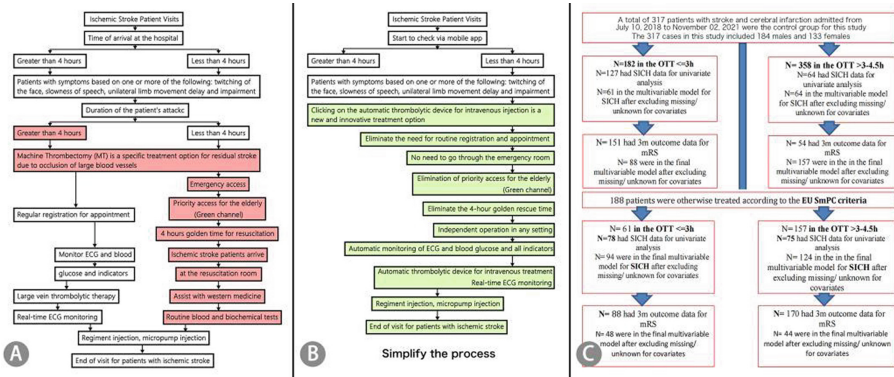 Ischemic Stroke Patient Visits
Time of arrival at the hospital
Greater than 4 hours
Less than 4 hours
Patients with symptoms based on one or more of the following: twitching of
the face, slowness of speech, unilateral limb movement delay and impairment
Duration of the patient's attackc
Greater than 4 hours
Less than 4 hours
Machine Thrombectomy (MT) is a specific treatment option for residual stroke
due to occlusion of large blood vessels
Emergency access
Priority access for the elderly
(Green channel)
Regular registration for appointment
4 hours golden time for resuscitation
Monitor ECG and blood
Ischemic stroke patients arrive
glucose and indicators
at the resuscitation room
Large vein thrombolytic therapy
Assist with western medicine
Real-time ECG monitoring
Routine blood and biochemical tests
Regiment injection, micropump injection
End of visit for patients with ischemic stroke
A
Ischemic Stroke Patient Visits
Start to check via mobile app
Greater than 4 hours
Less than 4 hours
Patients with symptoms based on one or more of the following: twitching of
the face, slowness of speech, unilateral limb movement delay and impairment
Clicking on the automatic thrombolytic device for intravenous injection is a
new and innovative treatment option
Eliminate the need for routine registration and appointment
No need to go through the emergency room
Elimination of priority access for the elderly
(Green channel)
Eliminate the 4-hour golden rescue time
Independent operation in any setting
Automatic monitoring of ECG and blood glucose and all indicators
Automatic thrombolytic device for intravenous treatment
Real-time ECG monitoring
Regiment injection, micropump injection
End of visit for patients with ischemic stroke
B
Simplify the process
A total of 317 patients with stroke and cerebral infarction admitted from
July 10, 2018 to November 02, 2021 were the control group for this study
The 317 cases in this study included 184 males and 133 females
N=182 in the OTT <=3h
N=127 had SICH data for univariate
analysis
N=61 in the multivariable model for
SICH after excluding missing/
unknown for covariates
N= 358 in the OTT >3-4.5h
N=64 had SICH data for
univariate analysis
N=64 in the multivariable model
for SICH after excluding missing/
unknown for covariates
N= 151 had 3m outcome data for
mRS
N= 88 were in the final
multivariable model after excluding
missing/ unknown for covariates
N= 54 had 3m outcome data for
mRS
N= 157 were in the in the final
multivariable model after excluding
missing/ unknown for covariates
188 patients were otherwise treated according to the EU SmPC criteria
N= 61 in the OTT <=3h
N=78 had SICH data for univariate
analysis
N= 94 were in the final multivariable
model for SICH after excluding
missing/ unknown for covariates
N=157 in the OTT >3-4.5h
N=75 had SICH data for univariate
analysis
N= 124 in the in the final
multivariable model for SICH after
excluding missing/ unknown for
covariates
N= 88 had 3m outcome data for
mRS
N= 48 were in the final multivariable
model after excluding missing/
unknown for covariates
N= 170 had 3m outcome data for
mRS
N= 44 were in the final multivariable
model after excluding missing/ unknown
for covariates
C